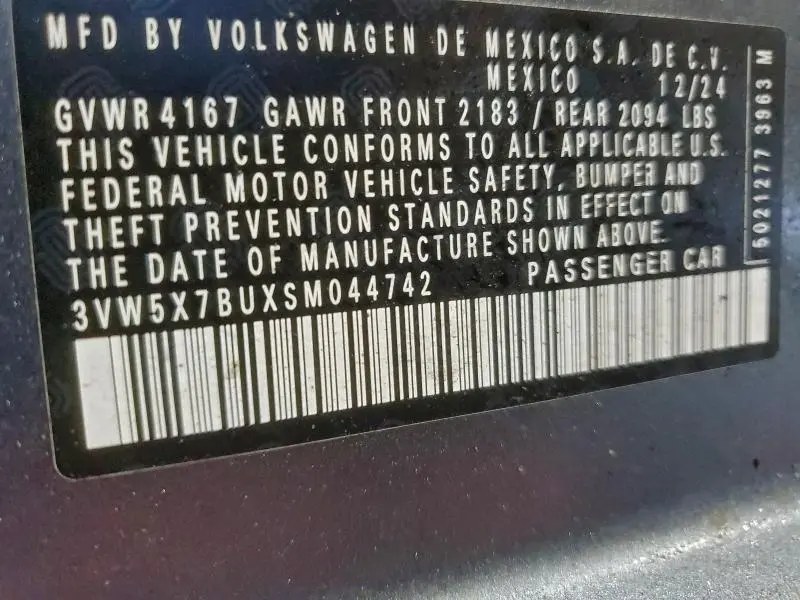 MFD BY VOLKSWAGEN DE MEXICO S.A. DE C.V.
MEXICO 12/24
GVWR 4167 GAWR FRONT 2183 / REAR 2094 LBS
THIS VEHICLE CONFORMS TO ALL APPLICABLE U.S.
FEDERAL MOTOR VEHICLE SAFETY, BUMPER AND
THEFT PREVENTION STANDARDS IN EFFECT ON
THE DATE OF MANUFACTURE SHOWN ABOVE.
3VW5X7BUXSM044742 PASSENGER CAR
5021277 3963 M